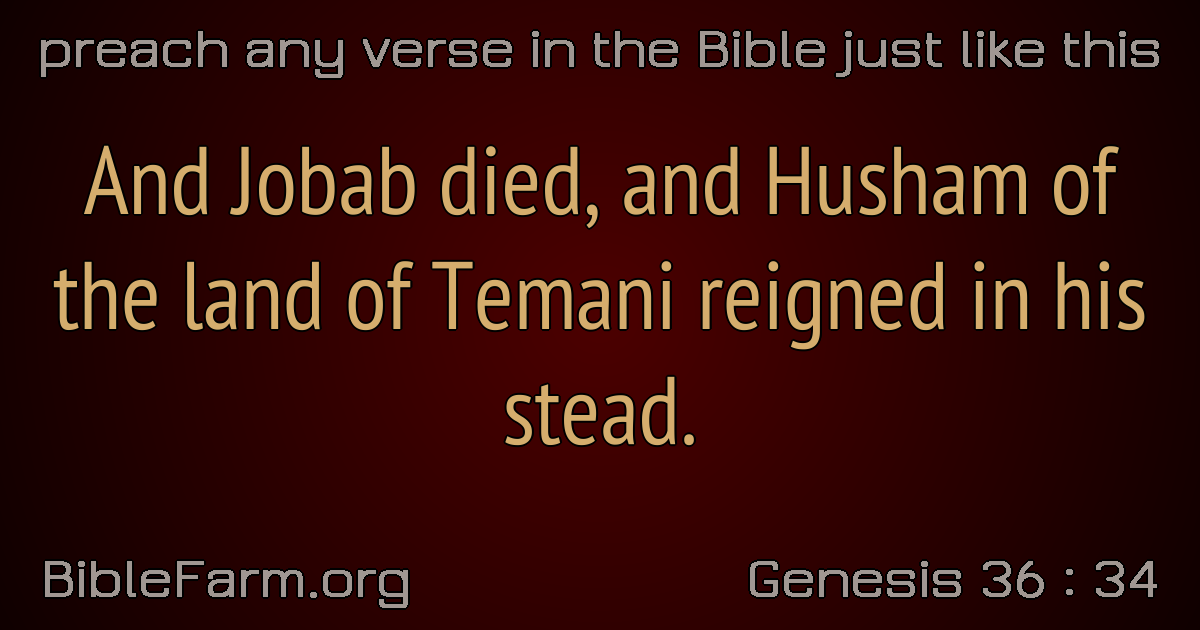 preach any verse in the Bible just like this
And Jobab died, and Husham of
the land of Temani reigned in his
stead.
BibleFarm.org
Genesis 36 : 34